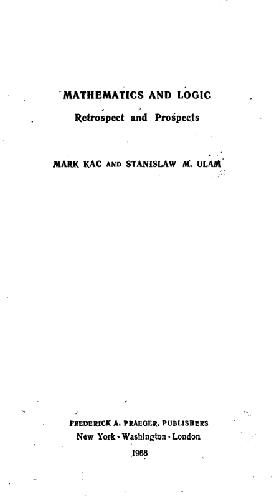 MATHEMATICS AND LOGIC
Retrospect and Prospects
MARK KAC AND STANISLAW M. ULAM
FREDERICK A. PRAEGER, PUBLISHERS
New York - Washington - London
1968